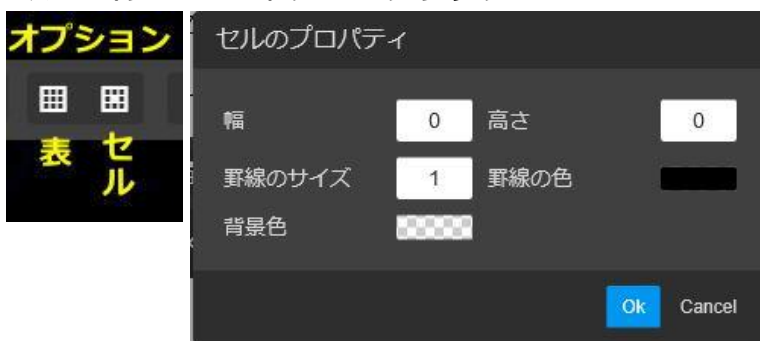 オプション
表
セル
セルのプロパティ
幅 0 高さ 0
罫線のサイズ 1 罫線の色
背景色
Ok Cancel